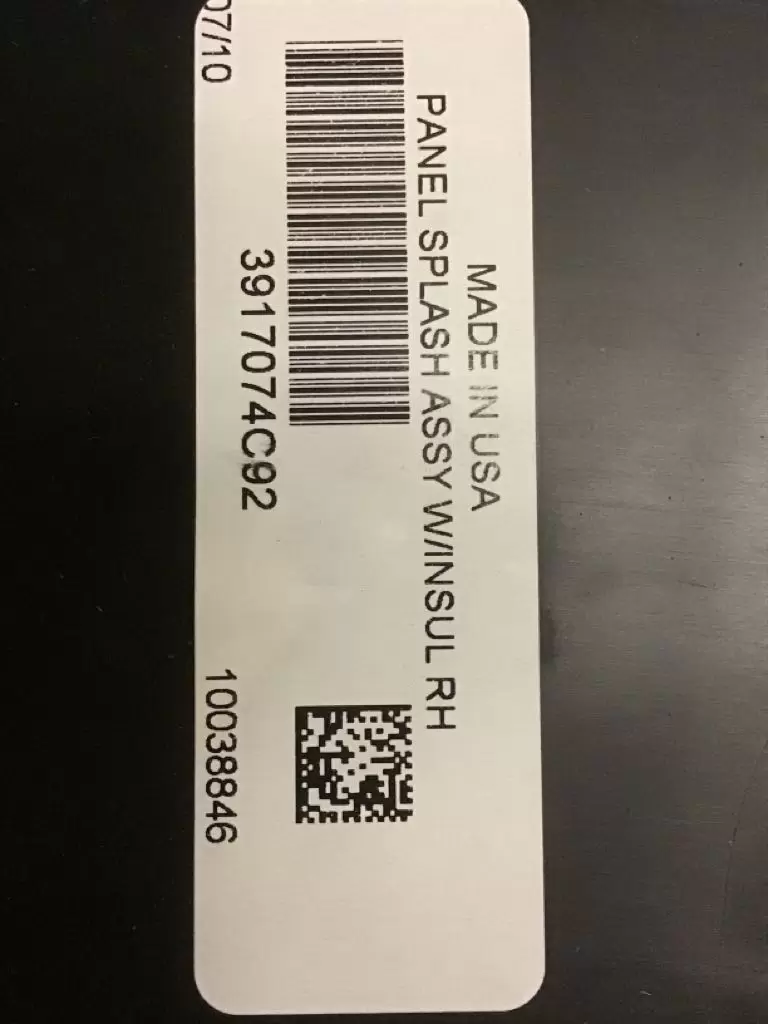 MADE IN USA
PANEL SPLASH ASSY W/INSUL RH
3917074C92
07/10
10038846